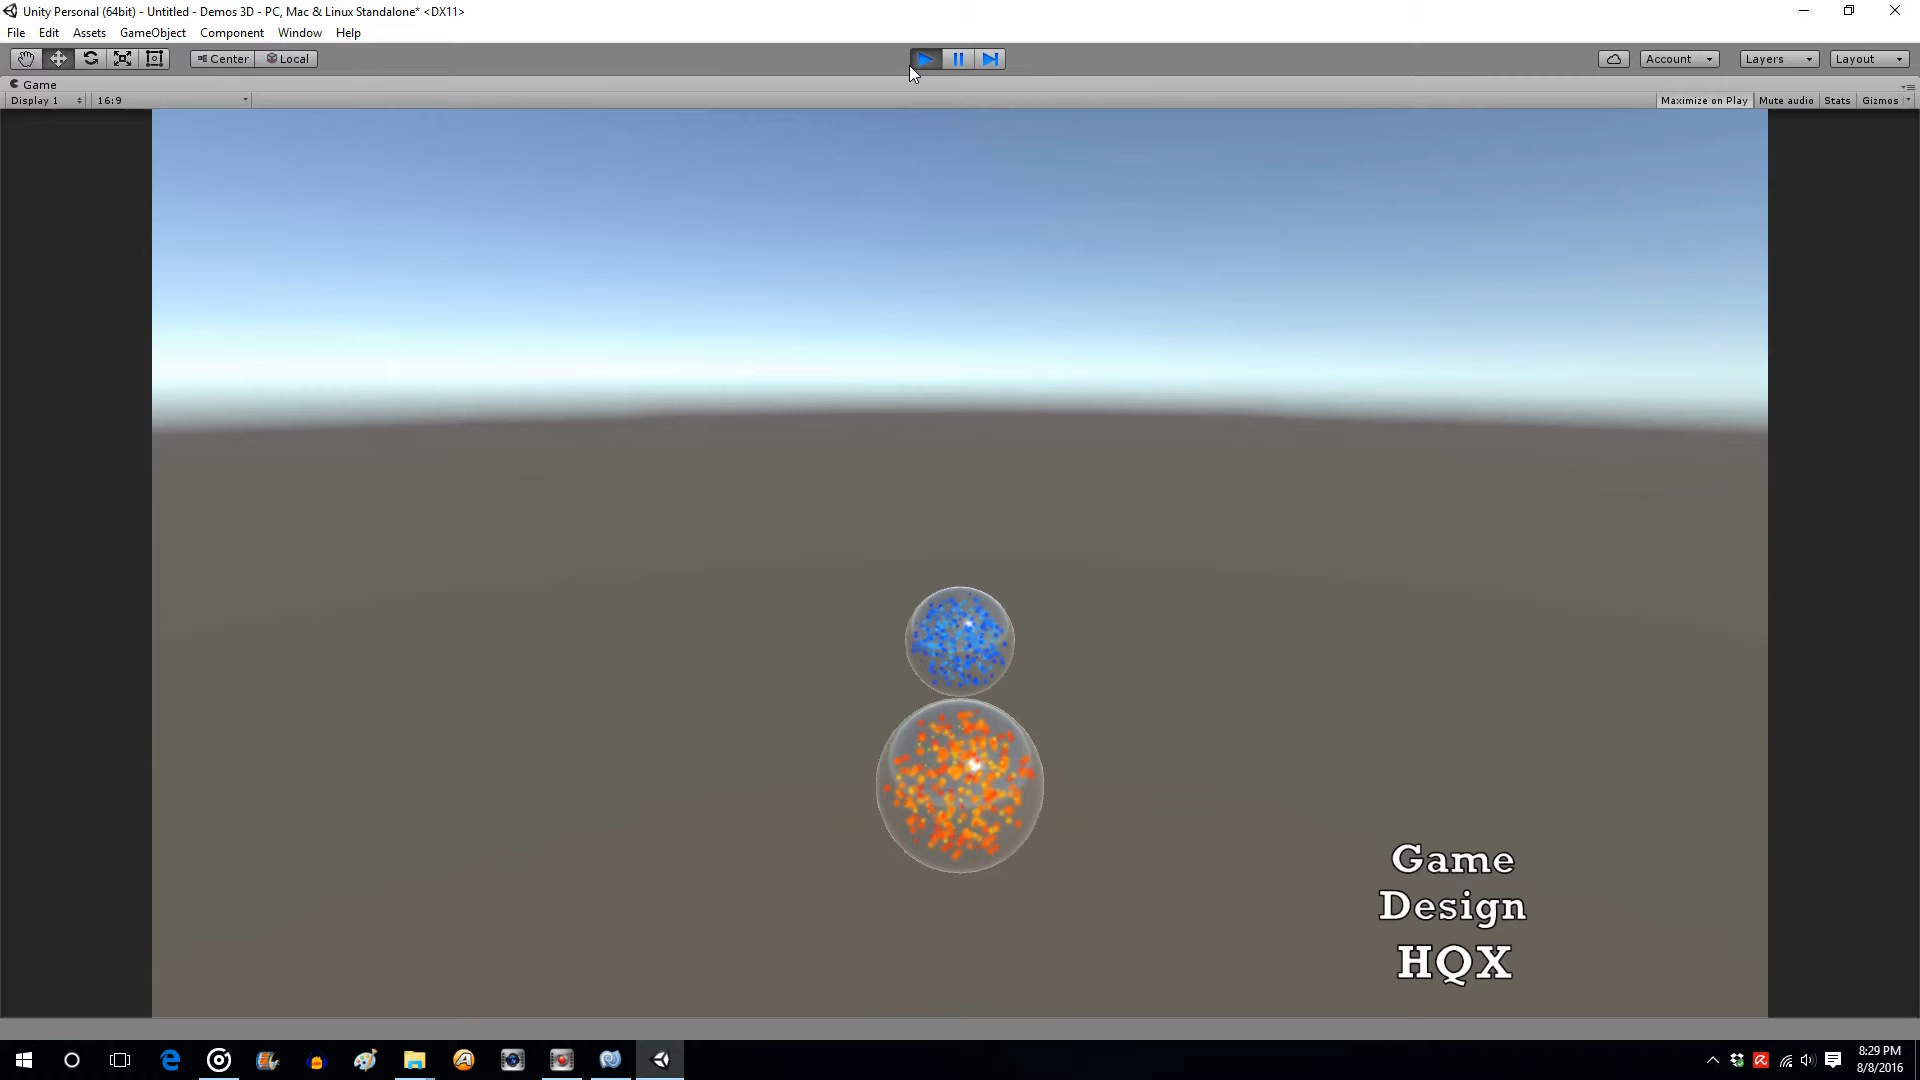 Unity Personal (64bit) - Untitled - Demos 3D - PC, Mac & Linux Standalone* <DX11>
File Edit Assets GameObject Component Window Help
Center Local Account Layers Layout
Game
Display 1 16:9 Maximize on Play Mute audio Stats Gizmos
Game
Design
HQX
8:29 PM
8/8/2016